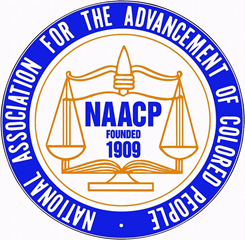 NATIONAL ASSOCIATION FOR THE ADVANCEMENT OF COLORED PEOPLE
NAACP
FOUNDED
1909